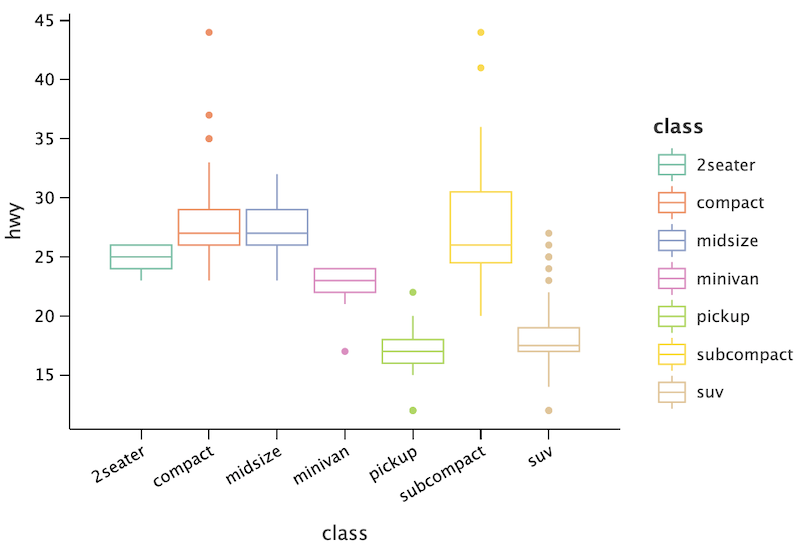 45
40
35
30
25
20
15
hwy
2seater
compact
midsize
minivan
pickup
subcompact
suv
class
class
2seater
compact
midsize
minivan
pickup
subcompact
suv